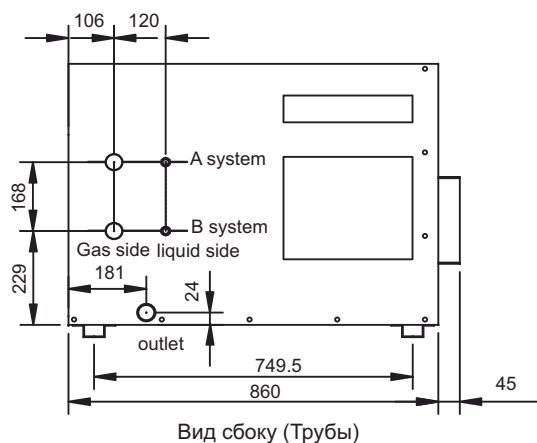 106 120
A system
168
B system
Gas side liquid side
181
229
24
outlet
749.5
860
45
Вид сбоку (Трубы)